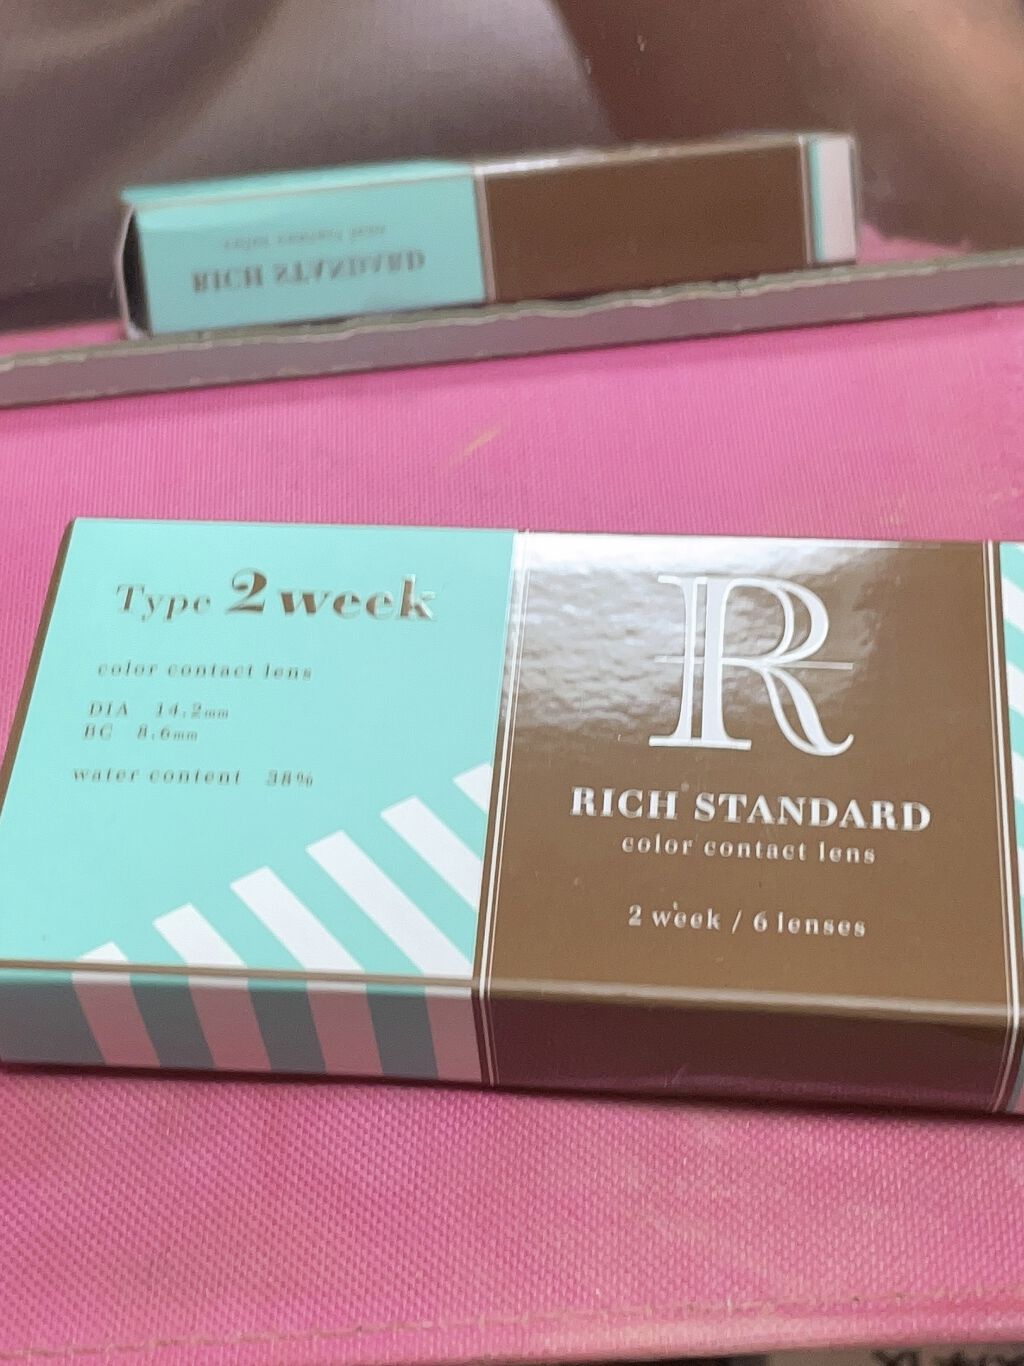 Type 2 week
color contact lens
DIA 14.2mm
BC 8.6mm
water content 38%
R
RICH STANDARD
color contact lens
2 week / 6 lenses
RICH STANDARD